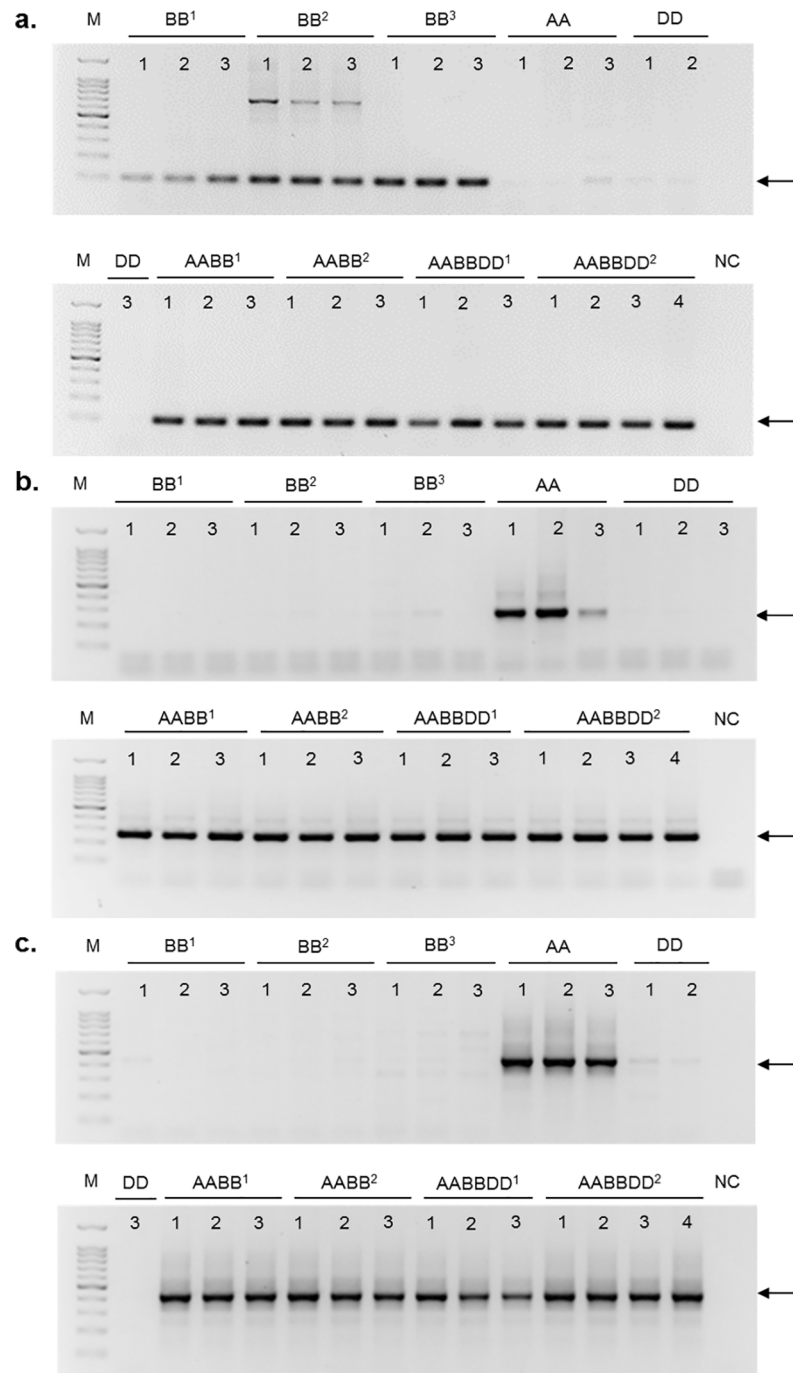 a.
M BB¹ BB² BB³ AA DD
1 2 3 1 2 3 1 2 3 1 2 3 1 2
M DD AABB¹ AABB² AABBDD¹ AABBDD² NC
3 1 2 3 1 2 3 1 2 3 1 2 3 4
b.
M BB¹ BB² BB³ AA DD
1 2 3 1 2 3 1 2 3 1 2 3 1 2 3
M AABB¹ AABB² AABBDD¹ AABBDD² NC
1 2 3 1 2 3 1 2 3 1 2 3 4
c.
M BB¹ BB² BB³ AA DD
1 2 3 1 2 3 1 2 3 1 2 3 1 2
M DD AABB¹ AABB² AABBDD¹ AABBDD² NC
3 1 2 3 1 2 3 1 2 3 1 2 3 4